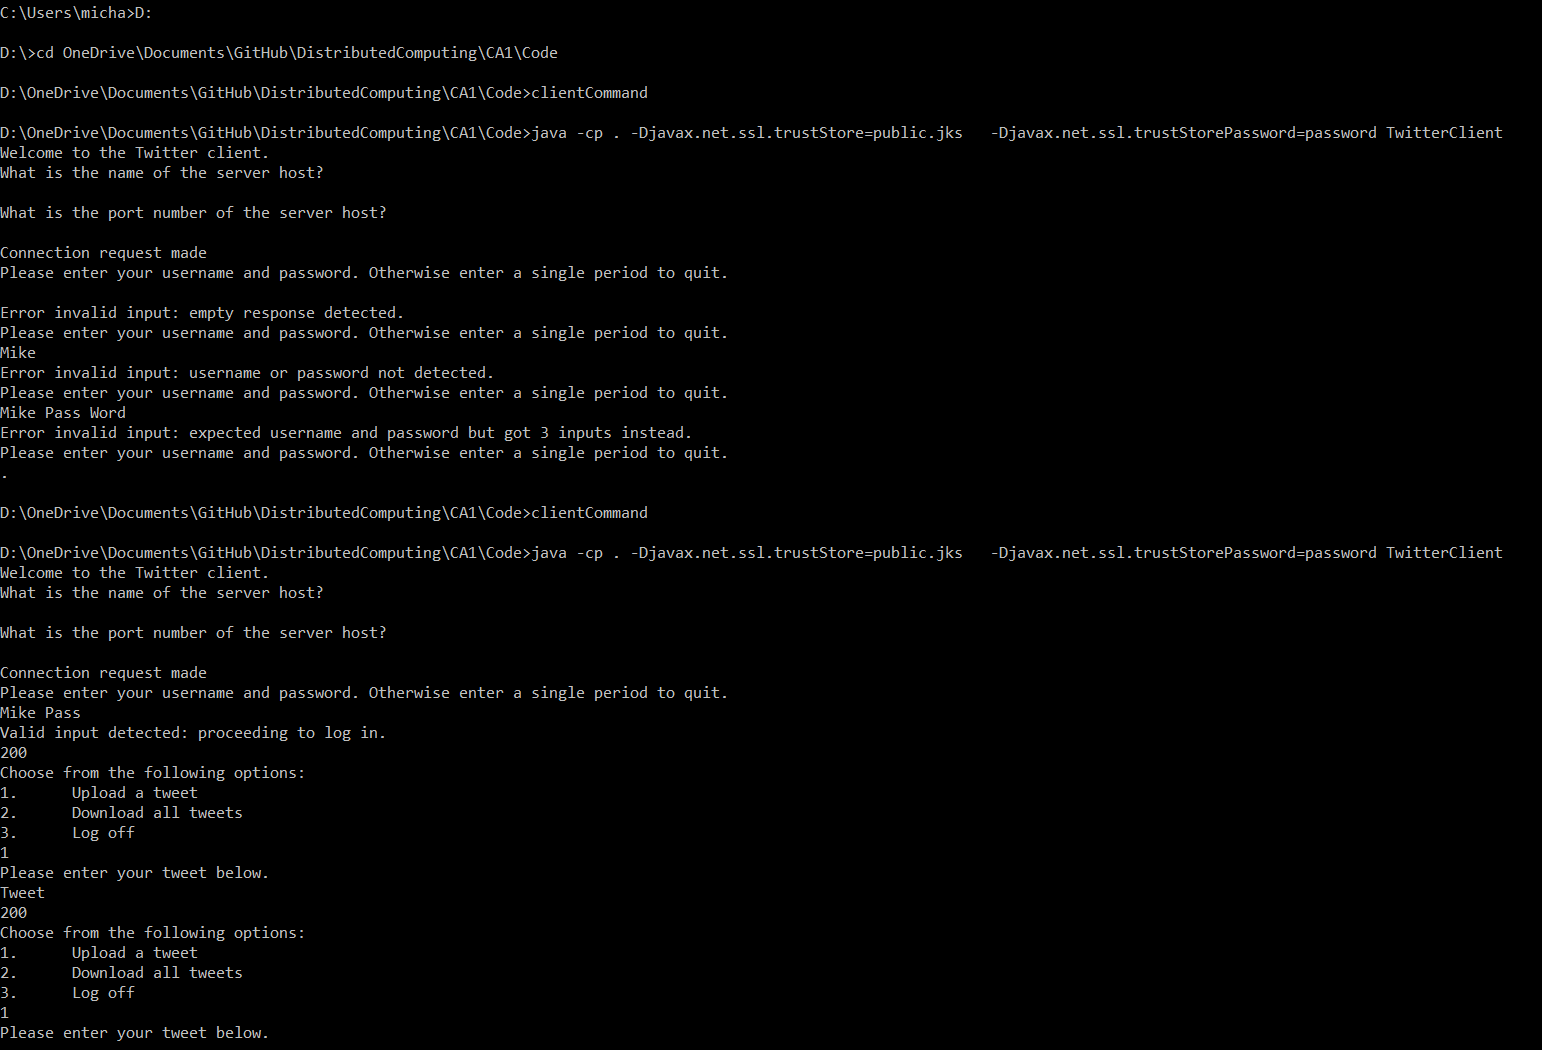 C:\Users\micha>D:
D:\>cd OneDrive\Documents\GitHub\DistributedComputing\CA1\Code
D:\OneDrive\Documents\GitHub\DistributedComputing\CA1\Code>clientCommand
D:\OneDrive\Documents\GitHub\DistributedComputing\CA1\Code>java -cp . -Djavax.net.ssl.trustStore=public.jks   -Djavax.net.ssl.trustStorePassword=password TwitterClient
Welcome to the Twitter client.
What is the name of the server host?
What is the port number of the server host?
Connection request made
Please enter your username and password. Otherwise enter a single period to quit.
Error invalid input: empty response detected.
Please enter your username and password. Otherwise enter a single period to quit.
Mike
Error invalid input: username or password not detected.
Please enter your username and password. Otherwise enter a single period to quit.
Mike Pass Word
Error invalid input: expected username and password but got 3 inputs instead.
Please enter your username and password. Otherwise enter a single period to quit.
.
D:\OneDrive\Documents\GitHub\DistributedComputing\CA1\Code>clientCommand
D:\OneDrive\Documents\GitHub\DistributedComputing\CA1\Code>java -cp . -Djavax.net.ssl.trustStore=public.jks   -Djavax.net.ssl.trustStorePassword=password TwitterClient
Welcome to the Twitter client.
What is the name of the server host?
What is the port number of the server host?
Connection request made
Please enter your username and password. Otherwise enter a single period to quit.
Mike Pass
Valid input detected: proceeding to log in.
200
Choose from the following options:
1.      Upload a tweet
2.      Download all tweets
3.      Log off
1
Please enter your tweet below.
Tweet
200
Choose from the following options:
1.      Upload a tweet
2.      Download all tweets
3.      Log off
1
Please enter your tweet below.